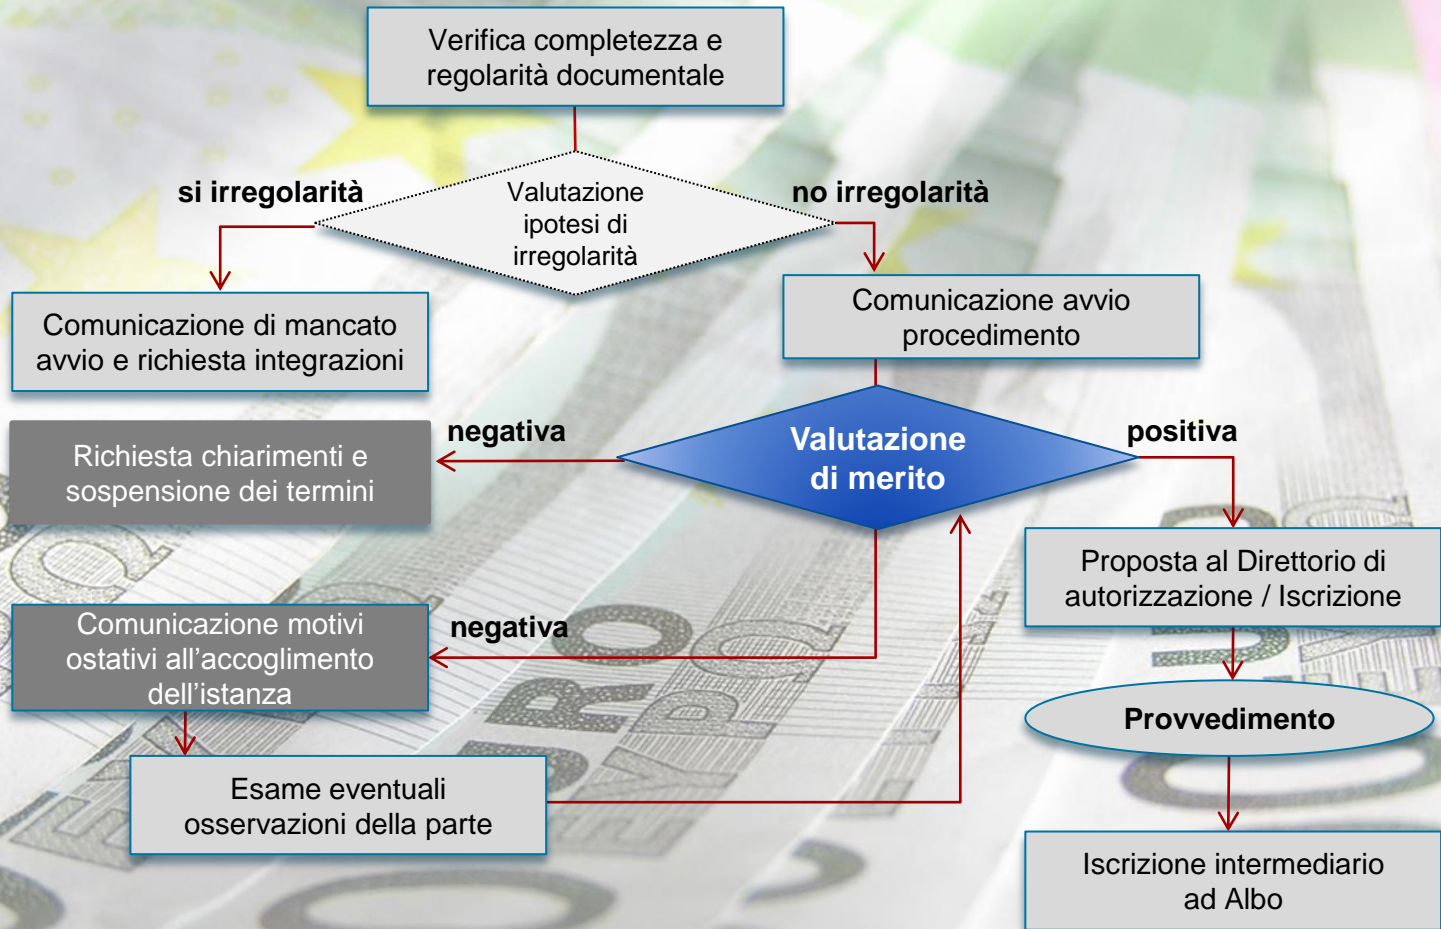 Verifica completezza e
regolarità documentale
si irregolarità
Valutazione
ipotesi di
irregolarità
no irregolarità
Comunicazione di mancato
avvio e richiesta integrazioni
Comunicazione avvio
procedimento
Richiesta chiarimenti e
sospensione dei termini
negativa
Valutazione
di merito
positiva
Proposta al Direttorio di
autorizzazione / Iscrizione
Comunicazione motivi
ostativi all’accoglimento
dell’istanza
negativa
Provvedimento
Esame eventuali
osservazioni della parte
Iscrizione intermediario
ad Albo
EURO
ΕΥΡΩ